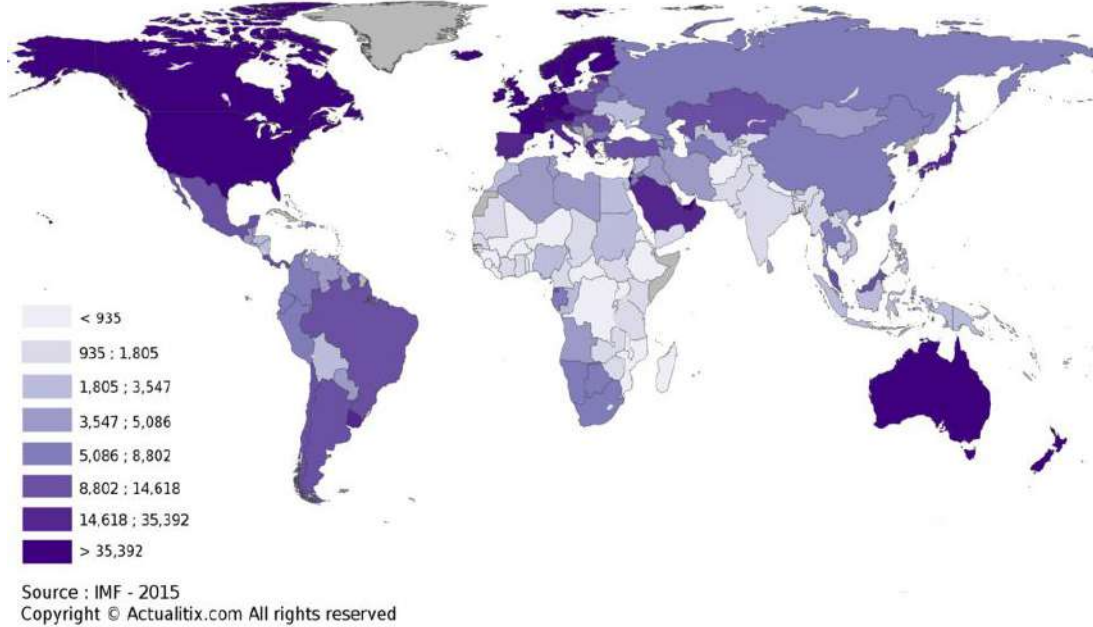 < 935
935 ; 1.805
1,805 ; 3,547
3,547 ; 5,086
5,086 ; 8,802
8,802 ; 14,618
14,618 ; 35,392
> 35,392
Source : IMF - 2015
Copyright © Actualitix.com All rights reserved